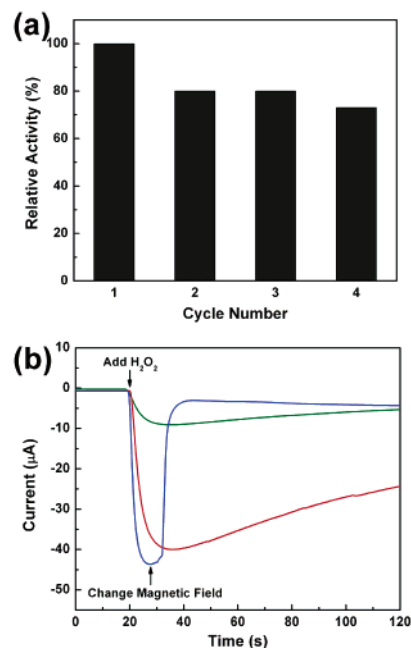 (a)
100
80
60
40
20
0
Relative Activity (%)
1 2 3 4
Cycle Number
(b)
10
0
-10
-20
-30
-40
-50
Current (μA)
Add H₂O₂
Change Magnetic Field
0 20 40 60 80 100 120
Time (s)